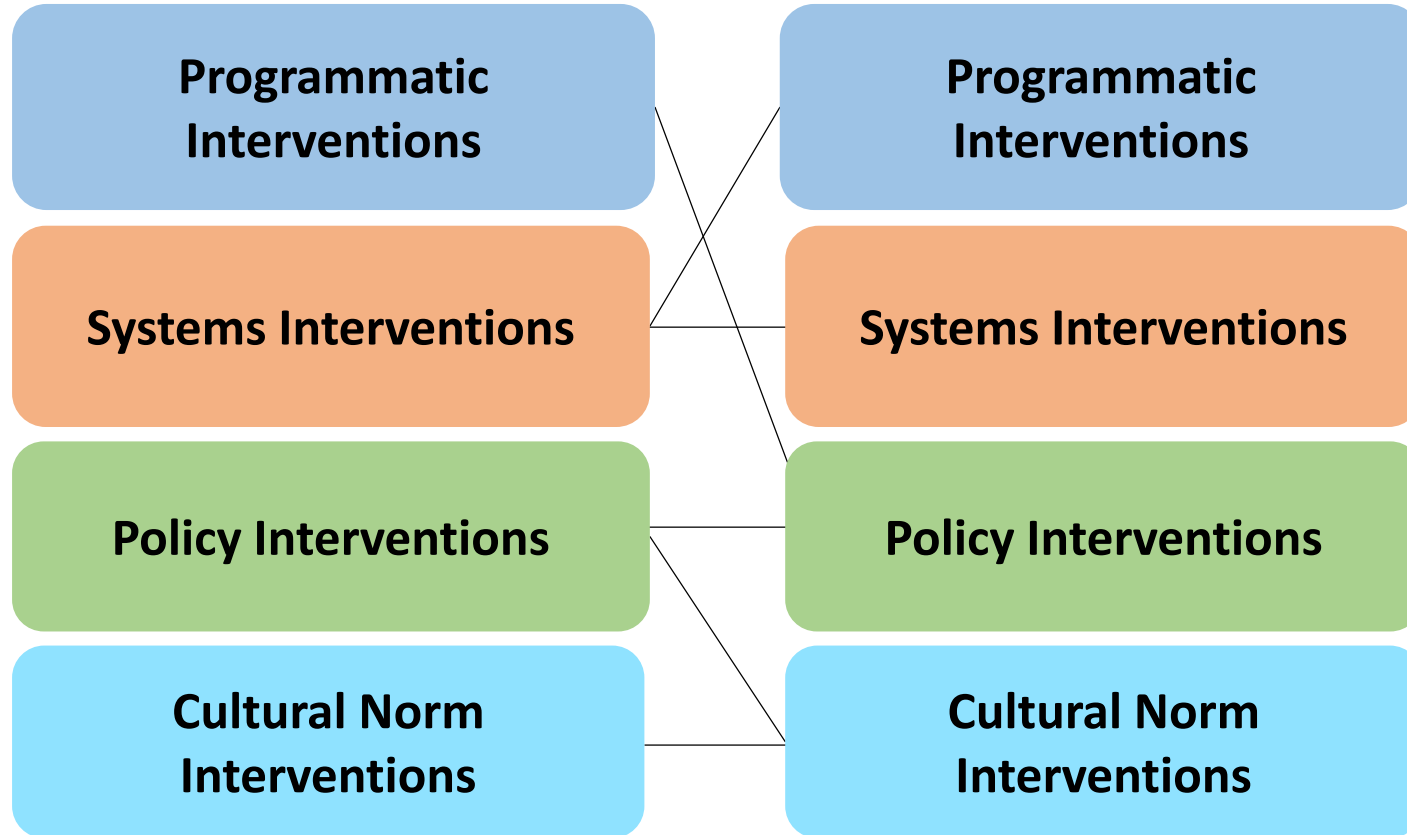 Programmatic
Interventions
Systems Interventions
Policy Interventions
Cultural Norm
Interventions
Programmatic
Interventions
Systems Interventions
Policy Interventions
Cultural Norm
Interventions